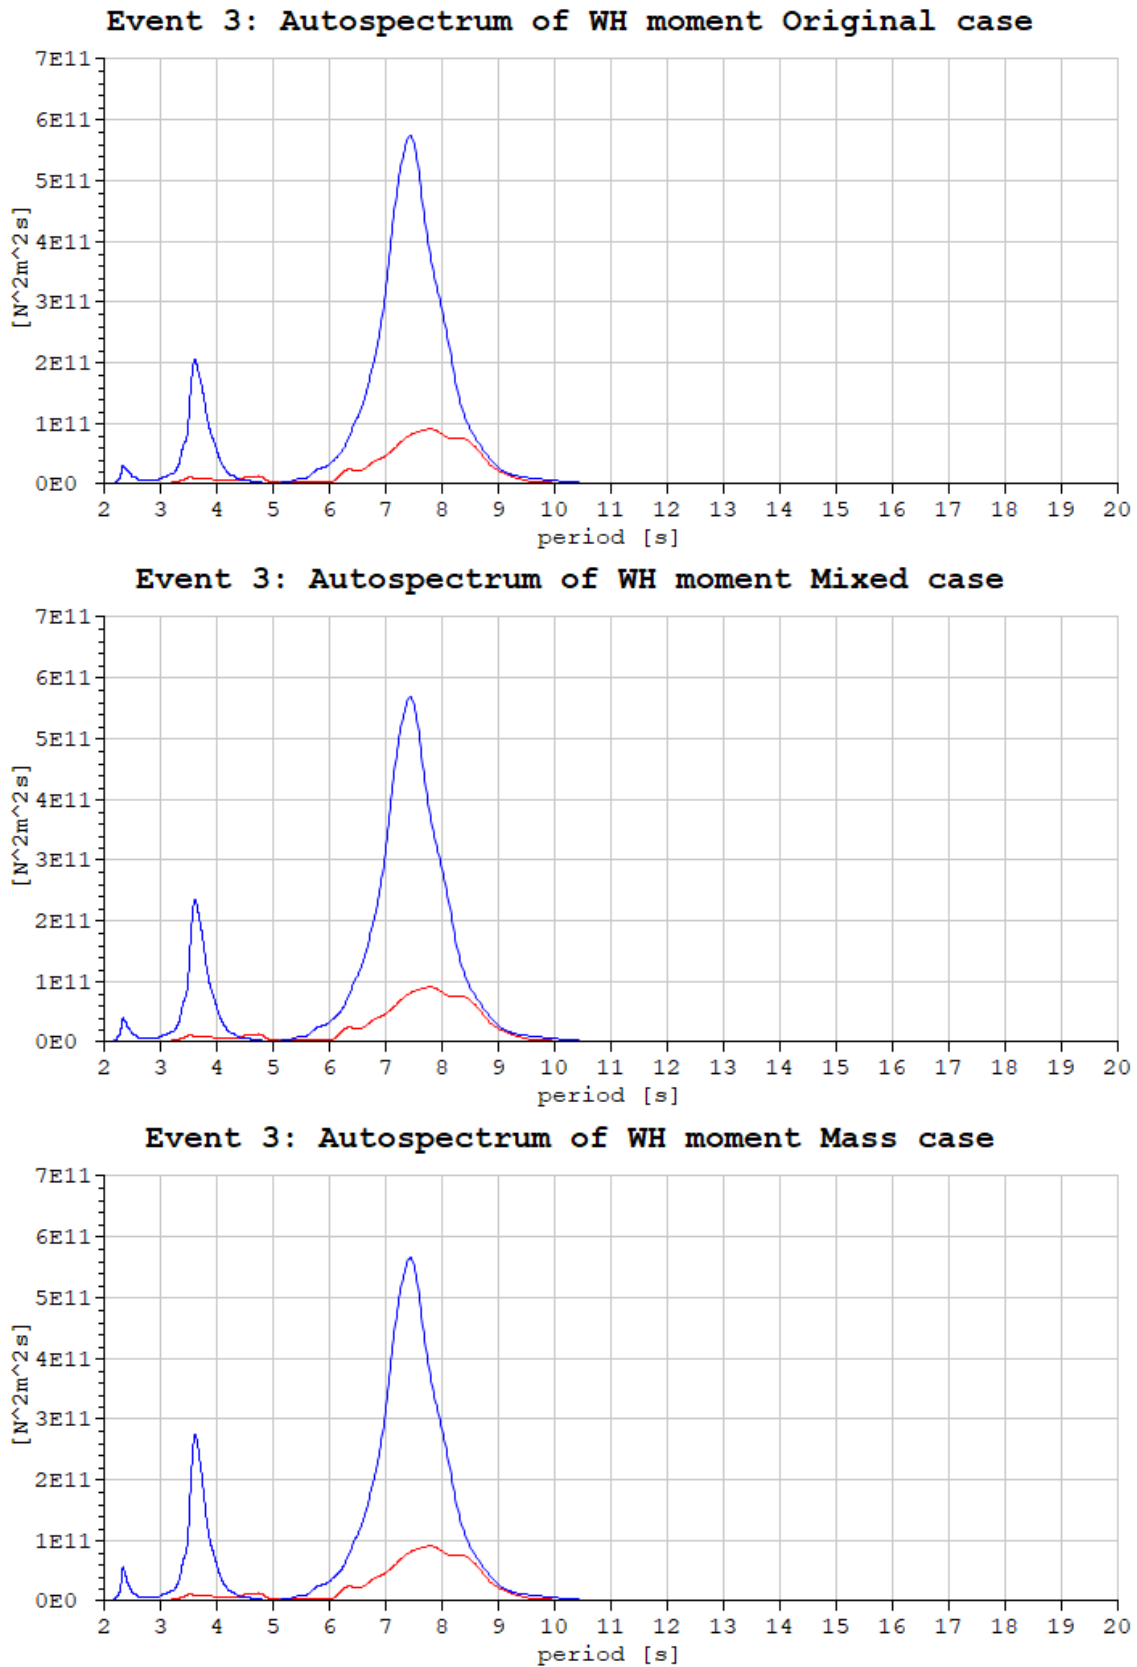 Event 3: Autospectrum of WH moment Original case
7E11
6E11
5E11
4E11
3E11
2E11
1E11
0E0
[N^2m^2s]
2 3 4 5 6 7 8 9 10 11 12 13 14 15 16 17 18 19 20
period [s]
Event 3: Autospectrum of WH moment Mixed case
7E11
6E11
5E11
4E11
3E11
2E11
1E11
0E0
[N^2m^2s]
2 3 4 5 6 7 8 9 10 11 12 13 14 15 16 17 18 19 20
period [s]
Event 3: Autospectrum of WH moment Mass case
7E11
6E11
5E11
4E11
3E11
2E11
1E11
0E0
[N^2m^2s]
2 3 4 5 6 7 8 9 10 11 12 13 14 15 16 17 18 19 20
period [s]